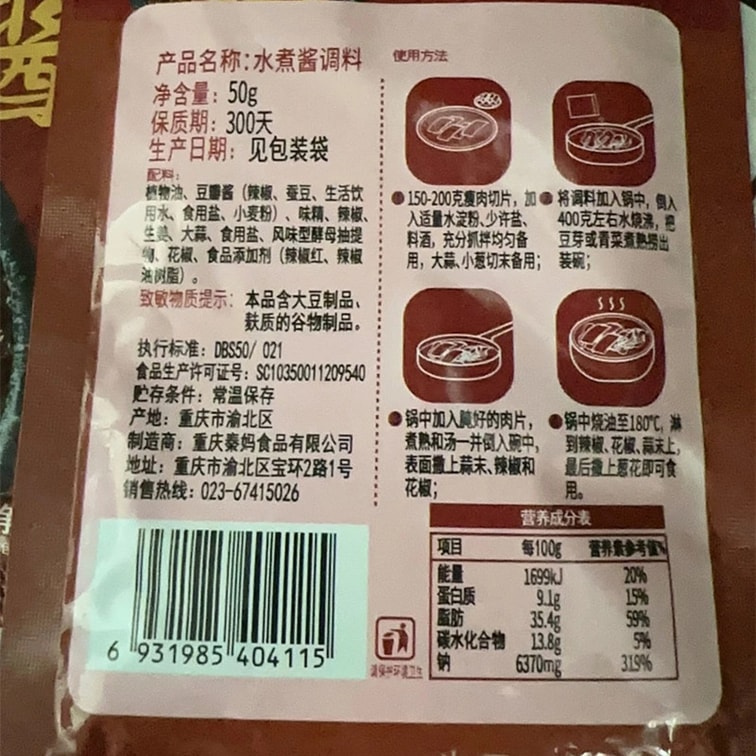 酱
产品名称:水煮酱调料
净含量: 50g
保质期: 300天
生产日期: 见包装袋
配料:
植物油、豆瓣酱(辣椒、蚕豆、生活饮
用水、食用盐、小麦粉)、味精、辣椒、
生姜、大蒜、食用盐、风味型酵母抽提
物、花椒、食品添加剂(辣椒红、辣椒
油树脂)。
致敏物质提示: 本品含大豆制品、
麸质的谷物制品。
执行标准: DBS50/ 021
食品生产许可证号: SC10350011209540
贮存条件: 常温保存
产地: 重庆市渝北区
制造商: 重庆秦妈食品有限公司
地址: 重庆市渝北区宝环2路1号
销售热线: 023-67415026
6 931985 404115
使用方法
150-200克瘦肉切片, 加
入适量水淀粉、少许盐、
料酒, 充分抓拌均匀备
用, 大蒜、小葱切末备用;
将调料加入锅中, 倒入
400克左右水烧沸, 把
豆芽或青菜煮熟捞出
装碗;
锅中加入腌好的肉片,
煮熟和汤一并倒入碗中,
表面撒上蒜末、辣椒和
花椒;
锅中烧油至180℃, 淋
到辣椒、花椒、蒜末上,
最后撒上葱花即可食
用。
营养成分表
项目 每100g 营养素参考值%
能量 1699kJ 20%
蛋白质 9.1g 15%
脂肪 35.4g 59%
碳水化合物 13.8g 5%
钠 6370mg 319%
请保护环境卫生